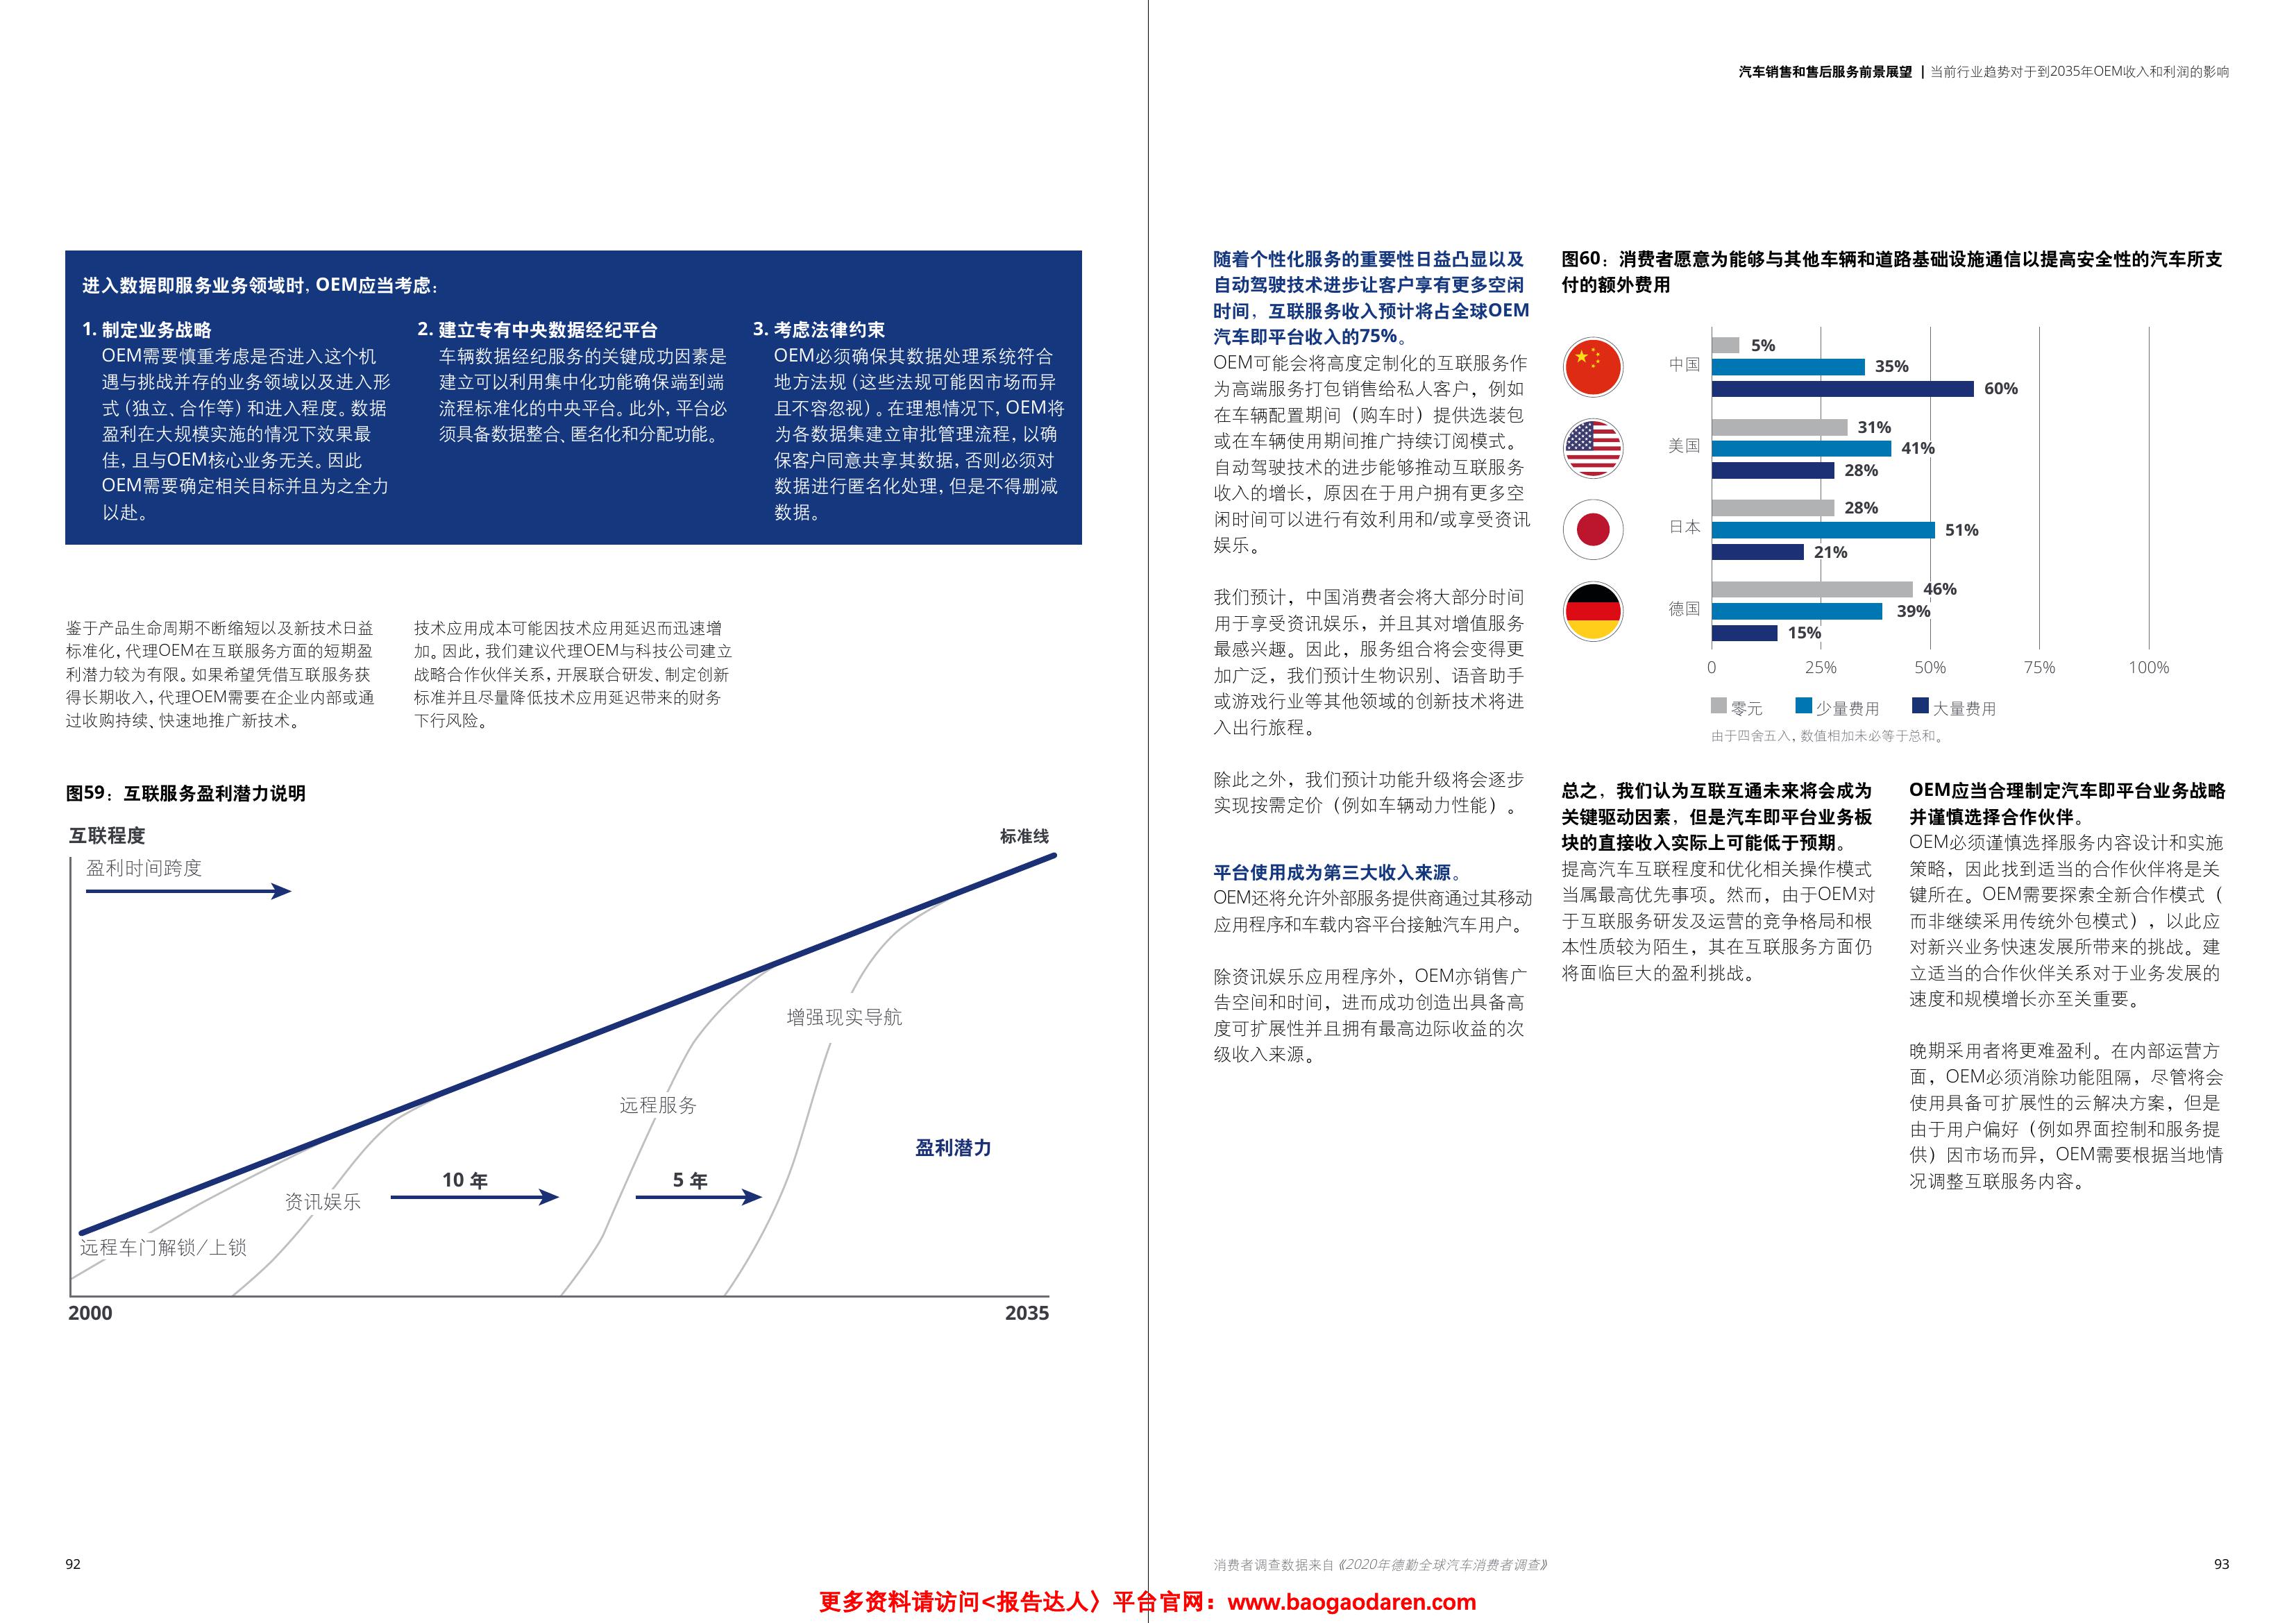 汽车销售和售后服务前景展望 | 当前行业趋势对于到2035年OEM收入和利润的影响
进入数据即服务业务领域时, OEM应当考虑:
1. 制定业务战略
OEM需要慎重考虑是否进入这个机
遇与挑战并存的业务领域以及进入形
式 (独立、合作等) 和进入程度。数据
盈利在大规模实施的情况下效果最
佳, 且与OEM核心业务无关。因此
OEM需要确定相关目标并且为之全力
以赴。
2. 建立专有中央数据经纪平台
车辆数据经纪服务的关键成功因素是
建立可以利用集中化功能确保端到端
流程标准化的中央平台。此外, 平台必
须具备数据整合、匿名化和分配功能。
3. 考虑法律约束
OEM必须确保其数据处理系统符合
地方法规 (这些法规可能因市场而异
且不容忽视) 。在理想情况下, OEM将
为各数据集建立审批管理流程, 以确
保客户同意共享其数据, 否则必须对
数据进行匿名化处理, 但是不得删减
数据。
鉴于产品生命周期不断缩短以及新技术日益
标准化, 代理OEM在互联服务方面的短期盈
利潜力较为有限。如果希望凭借互联服务获
得长期收入, 代理OEM需要在企业内部或通
过收购持续、快速地推广新技术。
技术应用成本可能因技术应用延迟而迅速增
加。因此, 我们建议代理OEM与科技公司建立
战略合作伙伴关系, 开展联合研发、制定创新
标准并且尽量降低技术应用延迟带来的财务
下行风险。
图59：互联服务盈利潜力说明
互联程度
标准线
盈利时间跨度
增强现实导航
远程服务
盈利潜力
10 年
5 年
资讯娱乐
远程车门解锁/上锁
2000
2035
92
随着个性化服务的重要性日益凸显以及
自动驾驶技术进步让客户享有更多空闲
时间，互联服务收入预计将占全球OEM
汽车即平台收入的75%。
OEM可能会将高度定制化的互联服务作
为高端服务打包销售给私人客户，例如
在车辆配置期间（购车时）提供选装包
或在车辆使用期间推广持续订阅模式。
自动驾驶技术的进步能够推动互联服务
收入的增长，原因在于用户拥有更多空
闲时间可以进行有效利用和/或享受资讯
娱乐。
我们预计，中国消费者会将大部分时间
用于享受资讯娱乐，并且其对增值服务
最感兴趣。因此，服务组合将会变得更
加广泛，我们预计生物识别、语音助手
或游戏行业等其他领域的创新技术将进
入出行旅程。
除此之外，我们预计功能升级将会逐步
实现按需定价（例如车辆动力性能）。
平台使用成为第三大收入来源。
OEM还将允许外部服务提供商通过其移动
应用程序和车载内容平台接触汽车用户。
除资讯娱乐应用程序外，OEM亦销售广
告空间和时间，进而成功创造出具备高
度可扩展性并且拥有最高边际收益的次
级收入来源。
图60：消费者愿意为能够与其他车辆和道路基础设施通信以提高安全性的汽车所支
付的额外费用
中国
5%
35%
60%
美国
31%
41%
28%
日本
28%
51%
21%
德国
46%
39%
15%
0 25% 50% 75% 100%
零元 少量费用 大量费用
由于四舍五入, 数值相加未必等于总和。
总之，我们认为互联互通未来将会成为
关键驱动因素，但是汽车即平台业务板
块的直接收入实际上可能低于预期。
提高汽车互联程度和优化相关操作模式
当属最高优先事项。然而，由于OEM对
于互联服务研发及运营的竞争格局和根
本性质较为陌生，其在互联服务方面仍
将面临巨大的盈利挑战。
OEM应当合理制定汽车即平台业务战略
并谨慎选择合作伙伴。
OEM必须谨慎选择服务内容设计和实施
策略，因此找到适当的合作伙伴将是关
键所在。OEM需要探索全新合作模式（
而非继续采用传统外包模式），以此应
对新兴业务快速发展所带来的挑战。建
立适当的合作伙伴关系对于业务发展的
速度和规模增长亦至关重要。
晚期采用者将更难盈利。在内部运营方
面，OEM必须消除功能阻隔，尽管将会
使用具备可扩展性的云解决方案，但是
由于用户偏好（例如界面控制和服务提
供）因市场而异，OEM需要根据当地情
况调整互联服务内容。
消费者调查数据来自《2020年德勤全球汽车消费者调查》
93
更多资料请访问<报告达人〉平台官网：www.baogaodaren.com